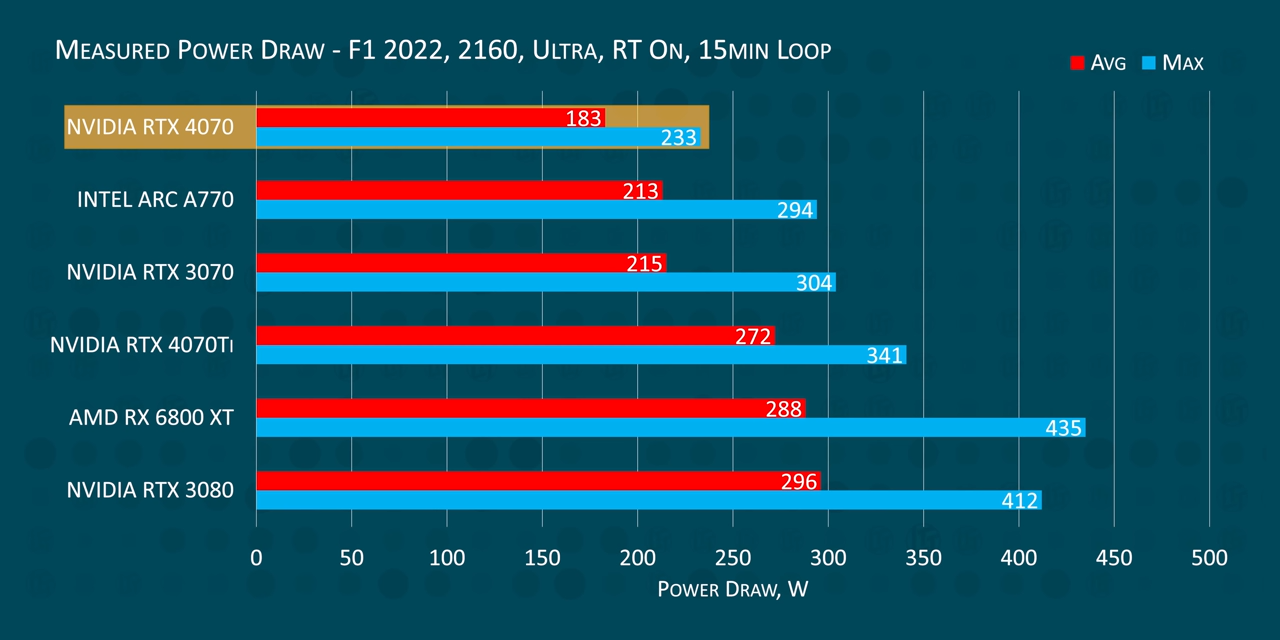 Measured Power Draw - F1 2022, 2160, Ultra, RT On, 15min Loop
Avg Max
NVIDIA RTX 4070 183
233
INTEL ARC A770 213
294
NVIDIA RTX 3070 215
304
NVIDIA RTX 4070Ti 272
341
AMD RX 6800 XT 288
435
NVIDIA RTX 3080 296
412
0 50 100 150 200 250 300 350 400 450 500
Power Draw, W